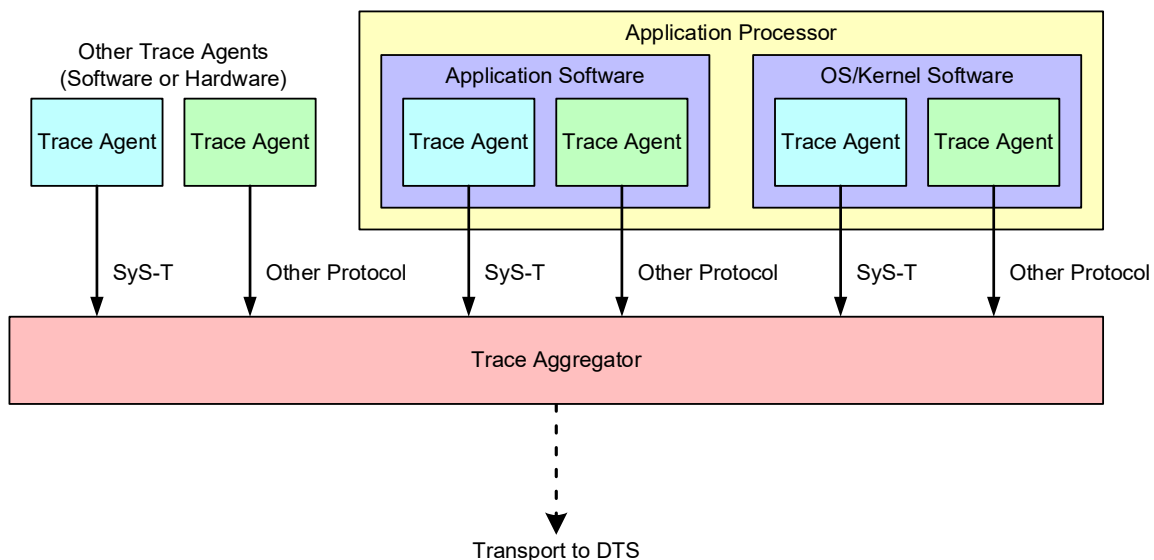 Other Trace Agents
(Software or Hardware)
Application Processor
Application Software
OS/Kernel Software
Trace Agent
Trace Agent
Trace Agent
Trace Agent
Trace Agent
Trace Agent
SyS-T
Other Protocol
SyS-T
Other Protocol
SyS-T
Other Protocol
Trace Aggregator
Transport to DTS